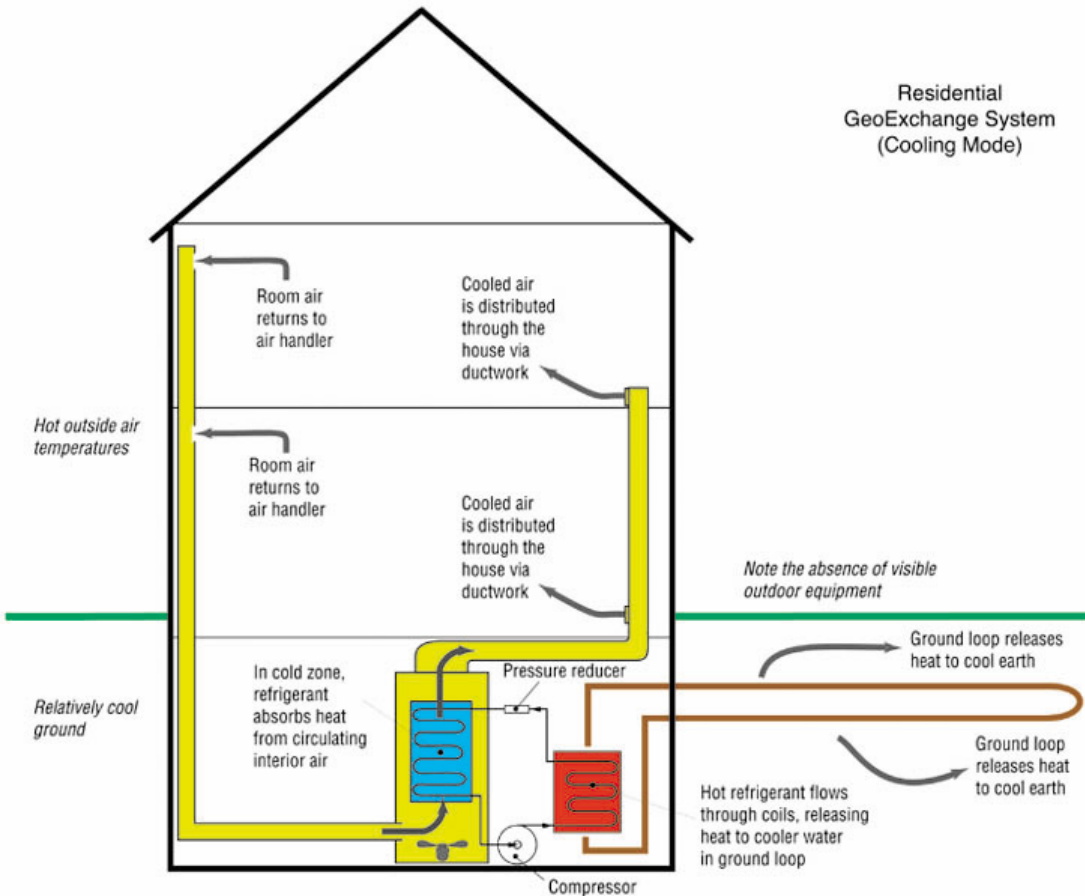 Residential
GeoExchange System
(Cooling Mode)
Room air
returns to
air handler
Cooled air
is distributed
through the
house via
ductwork
Hot outside air
temperatures
Room air
returns to
air handler
Cooled air
is distributed
through the
house via
ductwork
Note the absence of visible
outdoor equipment
Ground loop releases
heat to cool earth
In cold zone,
refrigerant
absorbs heat
from circulating
interior air
Pressure reducer
Relatively cool
ground
Ground loop
releases heat
to cool earth
Hot refrigerant flows
through coils, releasing
heat to cooler water
in ground loop
Compressor